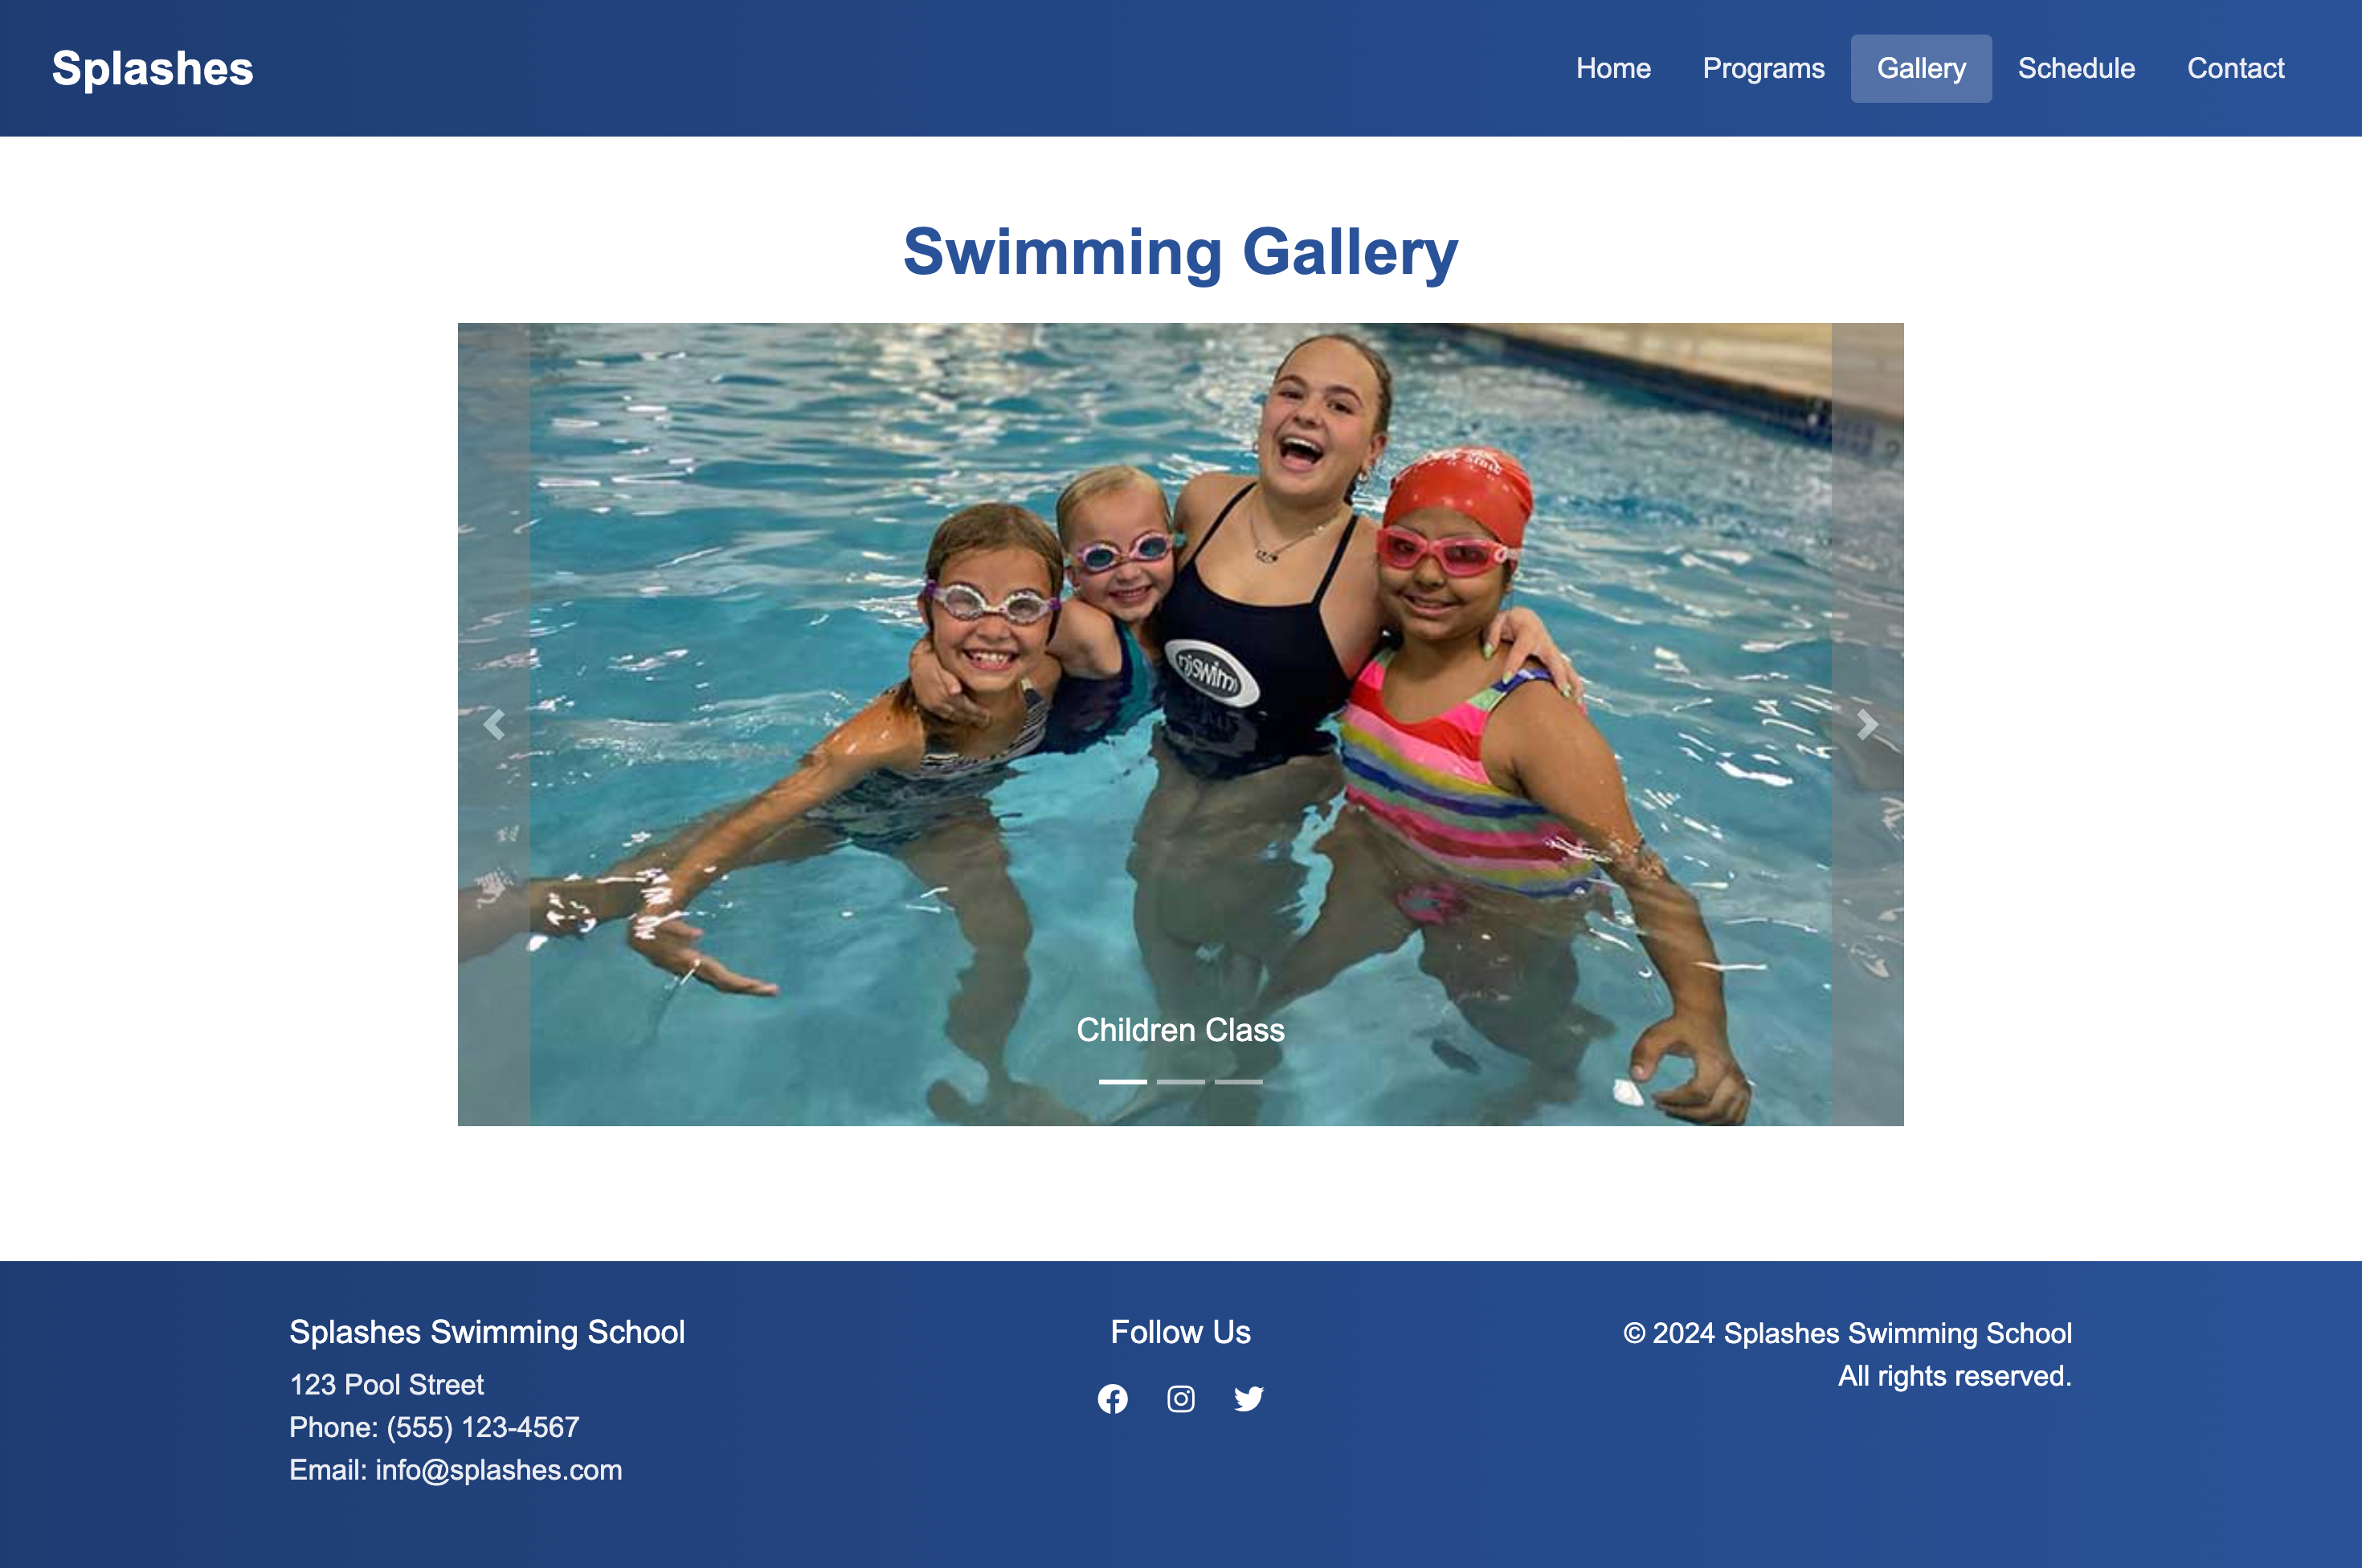 Splashes
Home Programs Gallery Schedule Contact
Swimming Gallery
njswim
Children Class
Splashes Swimming School
123 Pool Street
Phone: (555) 123-4567
Email: info@splashes.com
Follow Us
© 2024 Splashes Swimming School
All rights reserved.